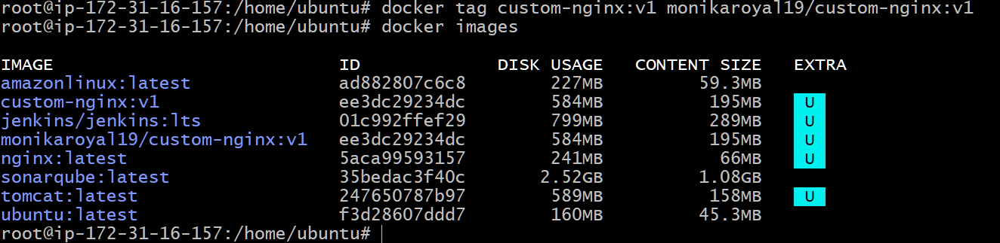 root@ip-172-31-16-157:/home/ubuntu# docker tag custom-nginx:v1 monikaroyal19/custom-nginx:v1
root@ip-172-31-16-157:/home/ubuntu# docker images
IMAGE ID DISK USAGE CONTENT SIZE EXTRA
amazonlinux:latest ad882807c6c8 227MB 59.3MB
custom-nginx:v1 ee3dc29234dc 584MB 195MB U
jenkins/jenkins:lts 01c992ffef29 799MB 289MB U
monikaroyal19/custom-nginx:v1 ee3dc29234dc 584MB 195MB U
nginx:latest 5aca99593157 241MB 66MB U
sonarqube:latest 35bedac3f40c 2.52GB 1.08GB
tomcat:latest 247650787b97 589MB 158MB U
ubuntu:latest f3d28607ddd7 160MB 45.3MB
root@ip-172-31-16-157:/home/ubuntu#